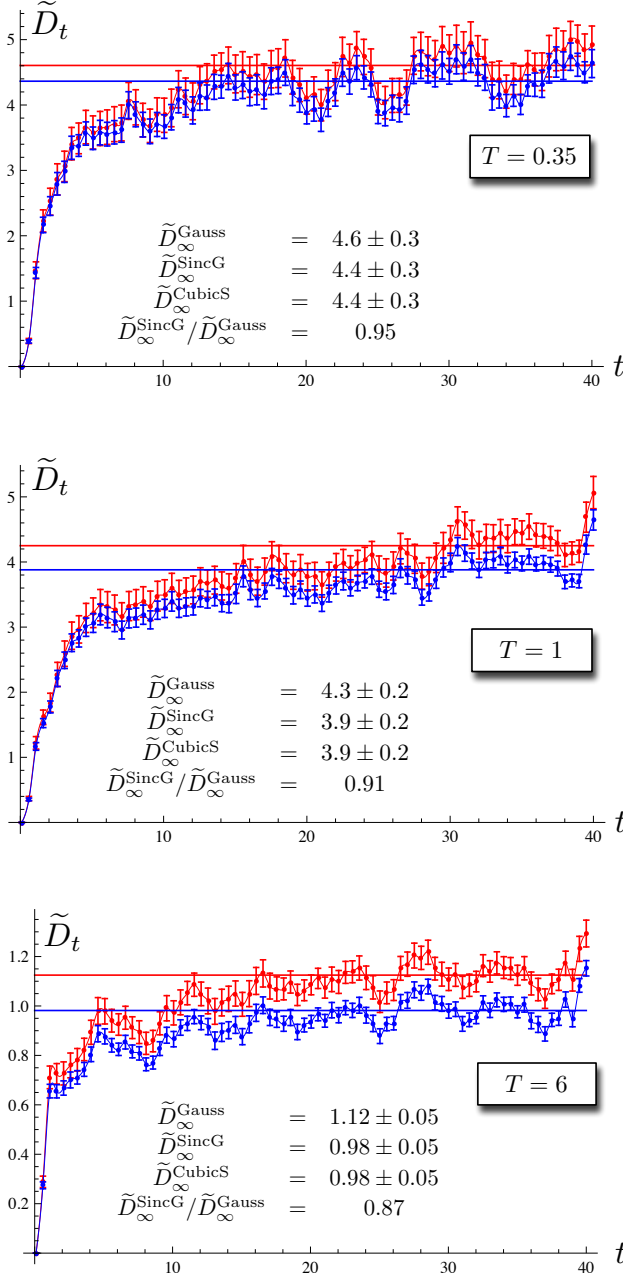 D̃_t
5
4
3
2
1
T = 0.35
D̃_∞^Gauss = 4.6 ± 0.3
D̃_∞^SincG = 4.4 ± 0.3
D̃_∞^CubicS = 4.4 ± 0.3
D̃_∞^SincG/D̃_∞^Gauss = 0.95
10 20 30 40 t
D̃_t
5
4
3
2
1
T = 1
D̃_∞^Gauss = 4.3 ± 0.2
D̃_∞^SincG = 3.9 ± 0.2
D̃_∞^CubicS = 3.9 ± 0.2
D̃_∞^SincG/D̃_∞^Gauss = 0.91
10 20 30 40 t
D̃_t
1.2
1.0
0.8
0.6
0.4
0.2
T = 6
D̃_∞^Gauss = 1.12 ± 0.05
D̃_∞^SincG = 0.98 ± 0.05
D̃_∞^CubicS = 0.98 ± 0.05
D̃_∞^SincG/D̃_∞^Gauss = 0.87
10 20 30 40 t